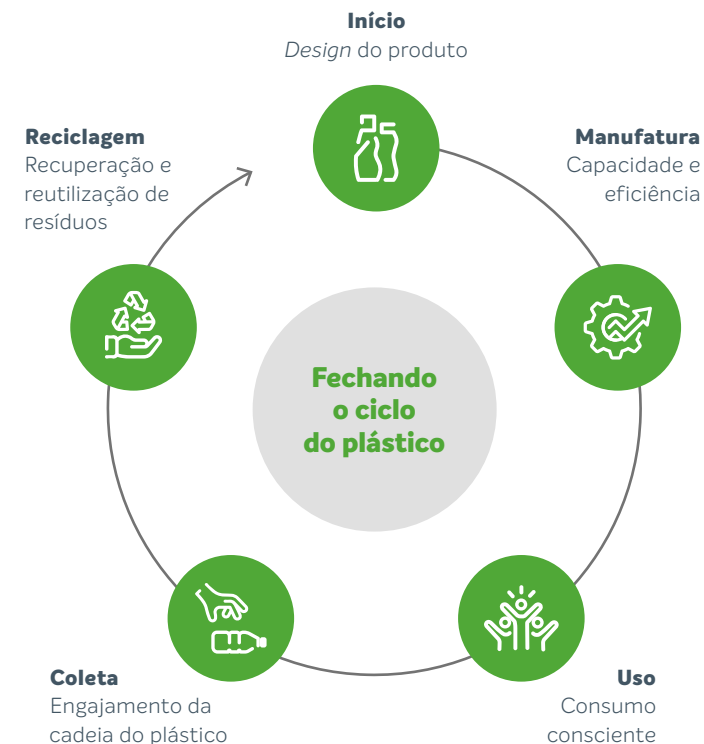 Início
Design do produto
Manufatura
Capacidade e
eficiência
Uso
Consumo
consciente
Coleta
Engajamento da
cadeia do plástico
Reciclagem
Recuperação e
reutilização de
resíduos
Fechando
o ciclo
do plástico